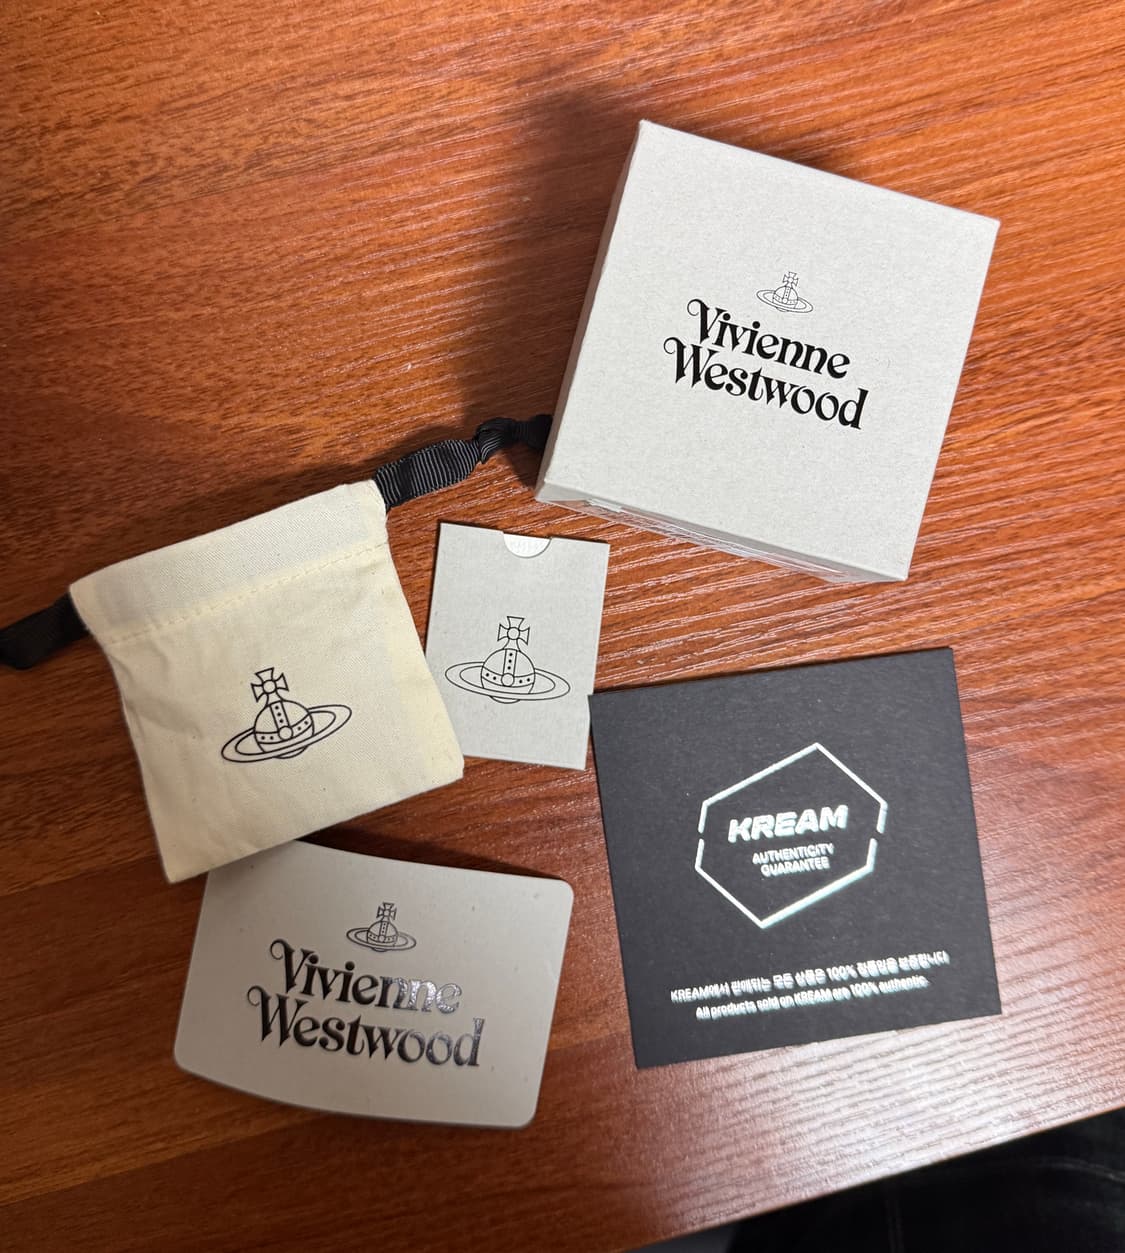 Vivienne
Westwood
Vivienne
Westwood
KREAM
AUTHENTICITY
GUARANTEE
KREAM에서 판매되는 모든 상품은 100% 정품임을 보증합니다
All products sold on KREAM are 100% authentic.